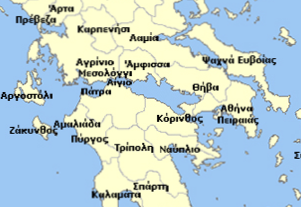 Άρτα
Πρέβεζα
Καρπενήσι
Λαμία
Αγρίνιο
Άμφισσα
Ψαχνά Ευβοίας
Μεσολόγγι
Αίγιο
Θήβα
Αργοστόλι
Πάτρα
Αθήνα
Ζάκυνθος
Αμαλιάδα
Κόρινθος
Πειραιάς
Πύργος
Τρίπολη
Ναύπλιο
Σπάρτη
Καλαμάτα